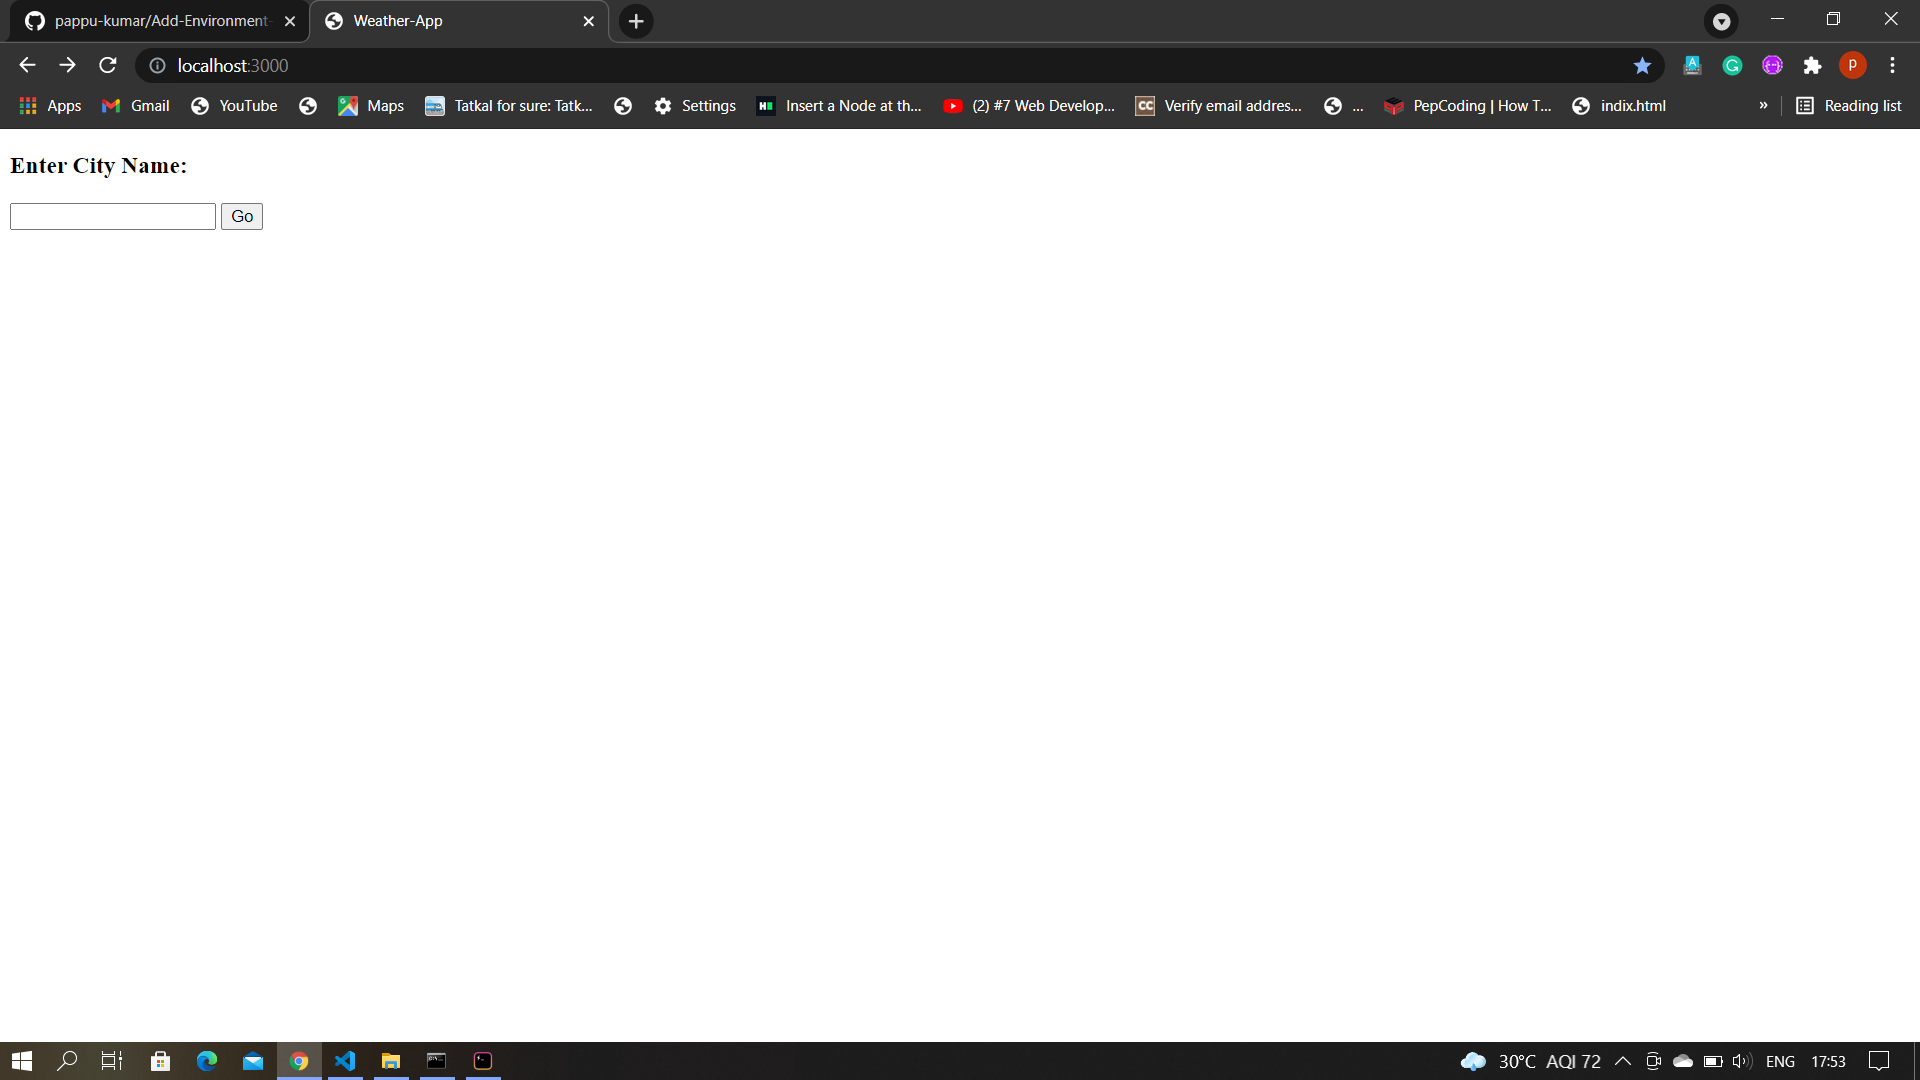 pappu-kumar/Add-Environment-
Weather-App
localhost:3000
P
Apps
Gmail
YouTube
Maps
Tatkal for sure: Tatk...
Settings
Insert a Node at th...
(2) #7 Web Develop...
CC
Verify email addres...
...
PepCoding | How T...
indix.html
»
Reading list
Enter City Name:
Go
30°C AQI 72
ENG
17:53